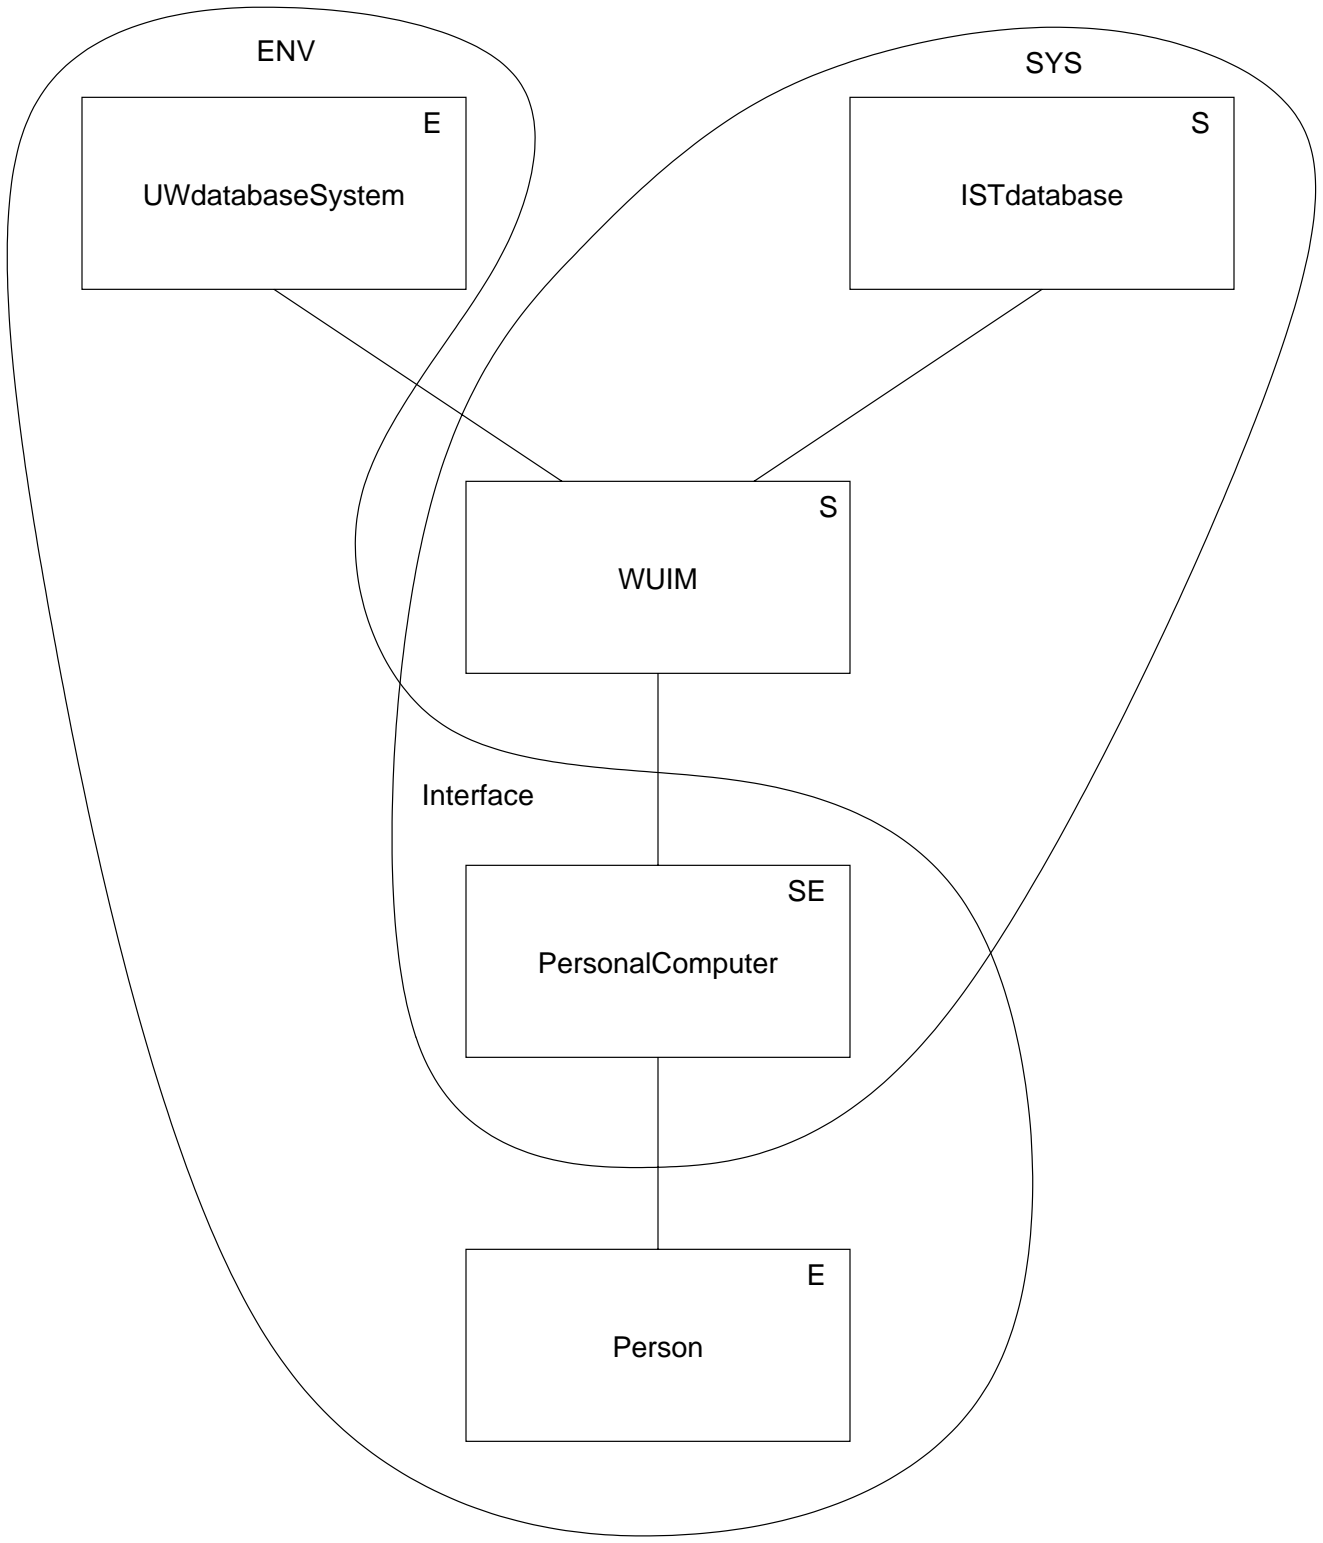 ENV
SYS
E
S
UWdatabaseSystem
ISTdatabase
S
WUIM
Interface
SE
PersonalComputer
E
Person